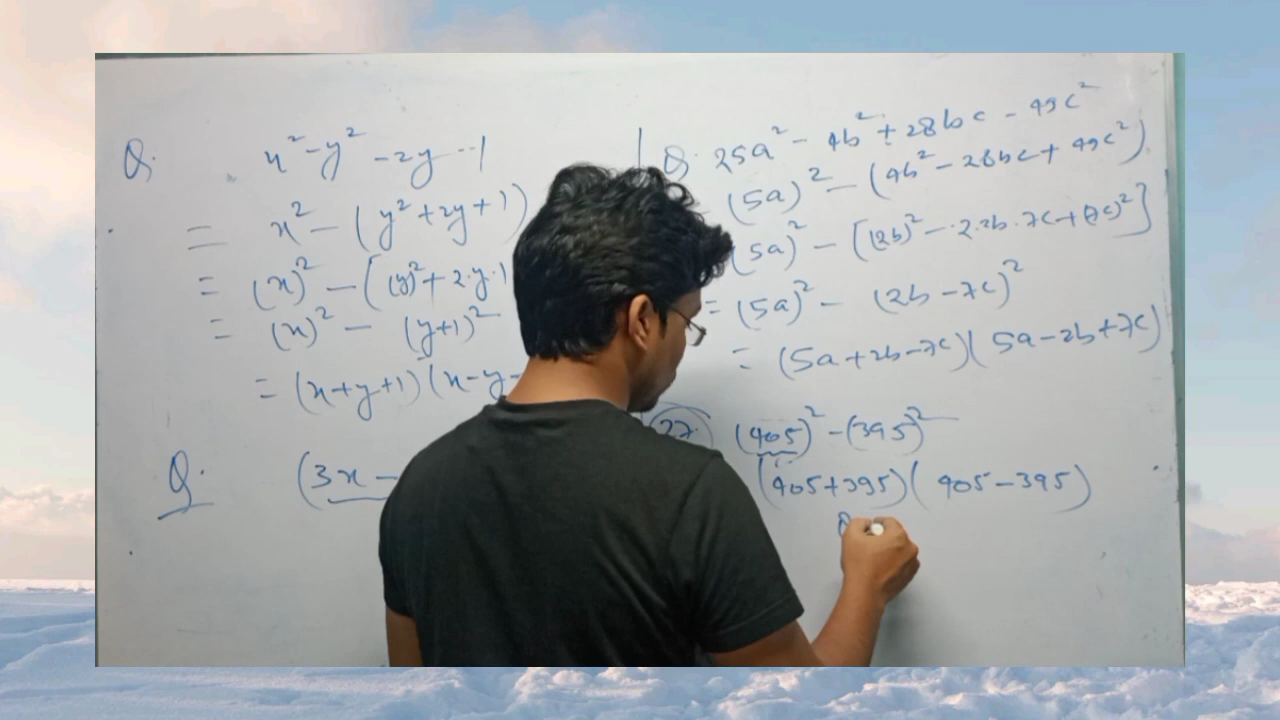 Q. x² - y² - 2y - 1
= x² - (y² + 2y + 1)
= (x)² - [(y)² + 2.y.1
= (x)² - (y+1)²
= (x+y+1)(x-y-
Q. (3x -
Q. 25a² - 4b² + 28bc - 49c²
(5a)² - (4b² - 28bc + 49c²)
(5a)² - [(2b)² - 2.2b.7c + (7c)²]
= (5a)² - (2b - 7c)²
= (5a+2b-7c)(5a-2b+7c)
27. (405)² - (395)²
(405+395)(405-395)
8